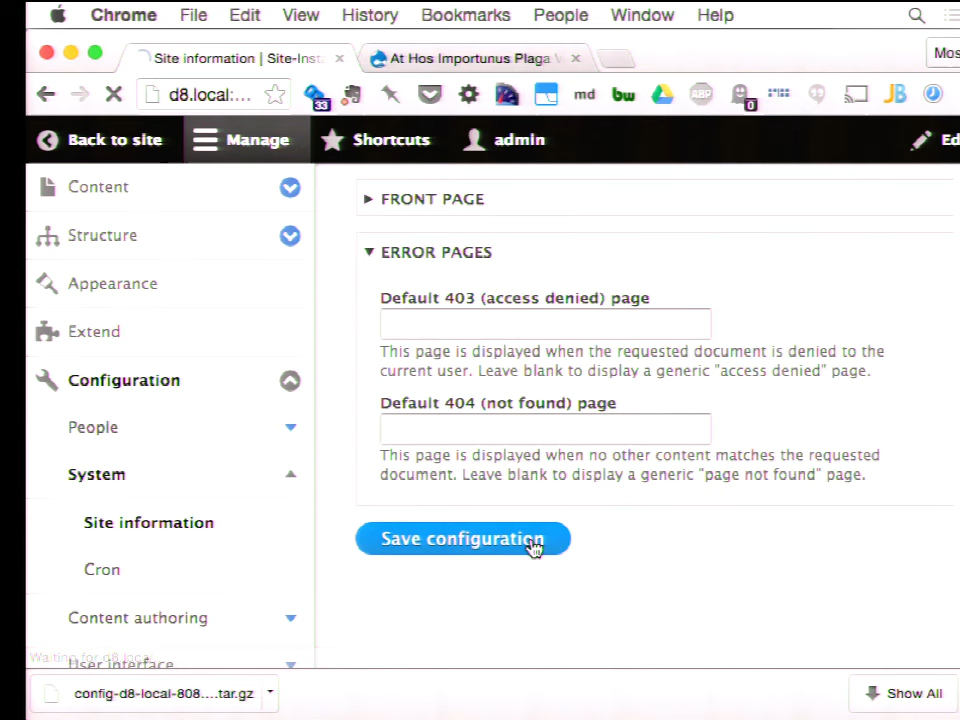 Chrome File Edit View History Bookmarks People Window Help
Site information | Site-Inst
At Hos Importunus Plaga V
Mos
d8.local:...
33
md
bw
ABP
0
JB
Back to site
Manage
Shortcuts
admin
Ed
Content
Structure
Appearance
Extend
Configuration
People
System
Site information
Cron
Content authoring
User interface
Waiting for d8.local
FRONT PAGE
ERROR PAGES
Default 403 (access denied) page
This page is displayed when the requested document is denied to the
current user. Leave blank to display a generic "access denied" page.
Default 404 (not found) page
This page is displayed when no other content matches the requested
document. Leave blank to display a generic "page not found" page.
Save configuration
config-d8-local-808....tar.gz
Show All